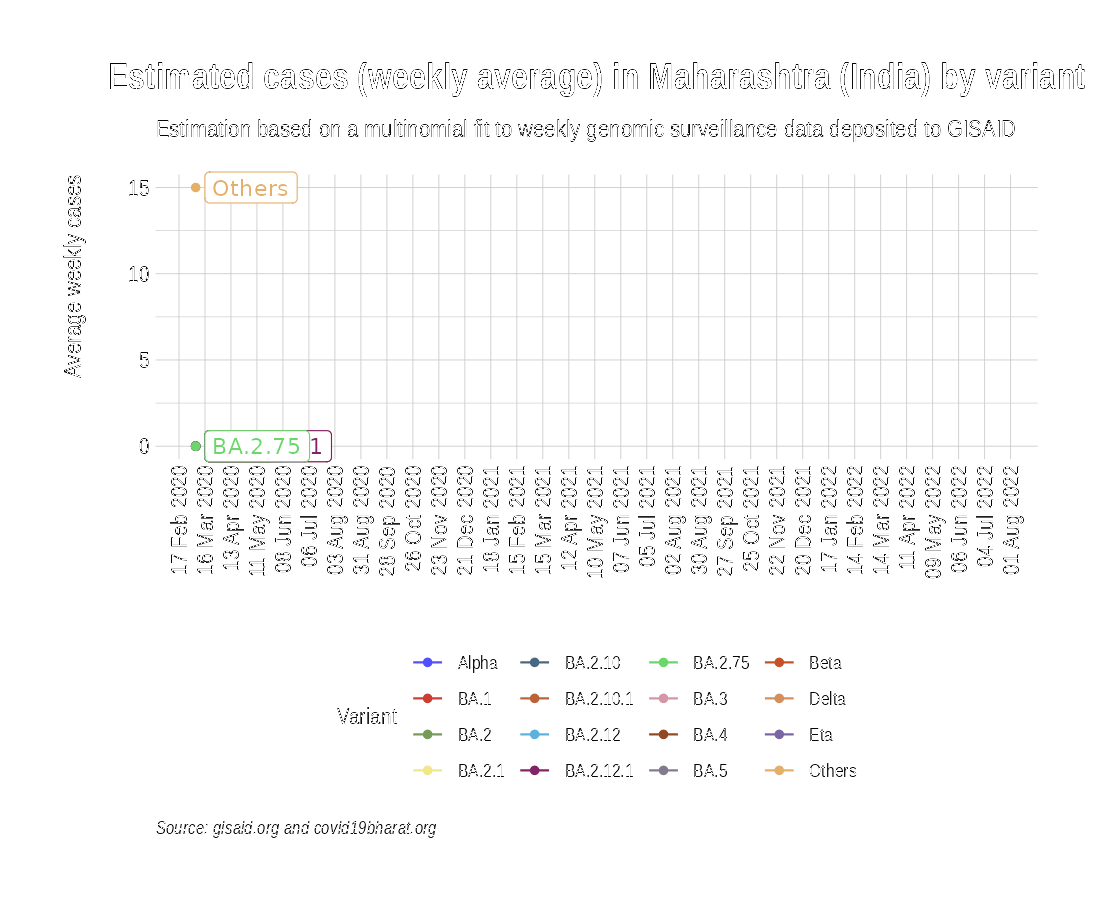 Estimated cases (weekly average) in Maharashtra (India) by variant
Estimation based on a multinomial fit to weekly genomic surveillance data deposited to GISAID
Average weekly cases
15
10
5
0
Others
BA.2.75
1
17 Feb 2020
16 Mar 2020
13 Apr 2020
11 May 2020
08 Jun 2020
06 Jul 2020
03 Aug 2020
31 Aug 2020
28 Sep 2020
26 Oct 2020
23 Nov 2020
21 Dec 2020
18 Jan 2021
15 Feb 2021
15 Mar 2021
12 Apr 2021
10 May 2021
07 Jun 2021
05 Jul 2021
02 Aug 2021
30 Aug 2021
27 Sep 2021
25 Oct 2021
22 Nov 2021
20 Dec 2021
17 Jan 2022
14 Feb 2022
14 Mar 2022
11 Apr 2022
09 May 2022
06 Jun 2022
04 Jul 2022
01 Aug 2022
Variant
Alpha
BA.1
BA.2
BA.2.1
BA.2.10
BA.2.10.1
BA.2.12
BA.2.12.1
BA.2.75
BA.3
BA.4
BA.5
Beta
Delta
Eta
Others
Source: gisaid.org and covid19bharat.org